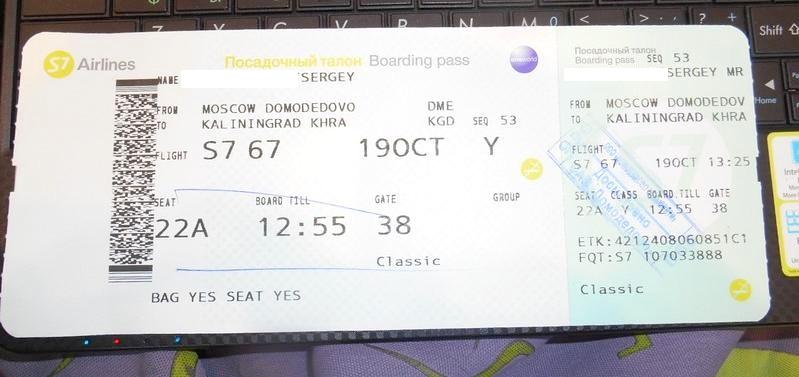 S7 Airlines
Посадочный талон Boarding pass
NAME SERGEY
FROM MOSCOW DOMODEDOVO DME
TO KALININGRAD KHRA KGD SEQ 53
FLIGHT S7 67 19OCT Y
SEAT BOARD TILL GATE GROUP
22A 12:55 38
Classic
BAG YES SEAT YES
Посадочный талон
Boarding pass SEQ 53
SERGEY MR
FROM MOSCOW DOMODEDOV
TO KALININGRAD KHRA
FLIGHT
S7 67 19OCT 13:25
SEAT CLASS BOARD TILL GATE
22A Y 12:55 38
ETK:4212408060851C1
FQT:S7 107033888
Classic
Shift
Home